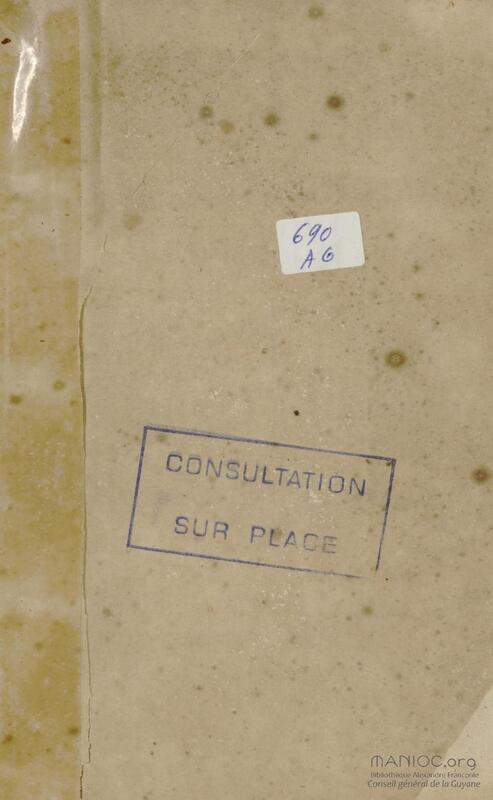 690
AG
CONSULTATION
SUR PLACE
MANIOC.org
Bibliothèque Alexandre Franconie
Conseil général de la Guyane